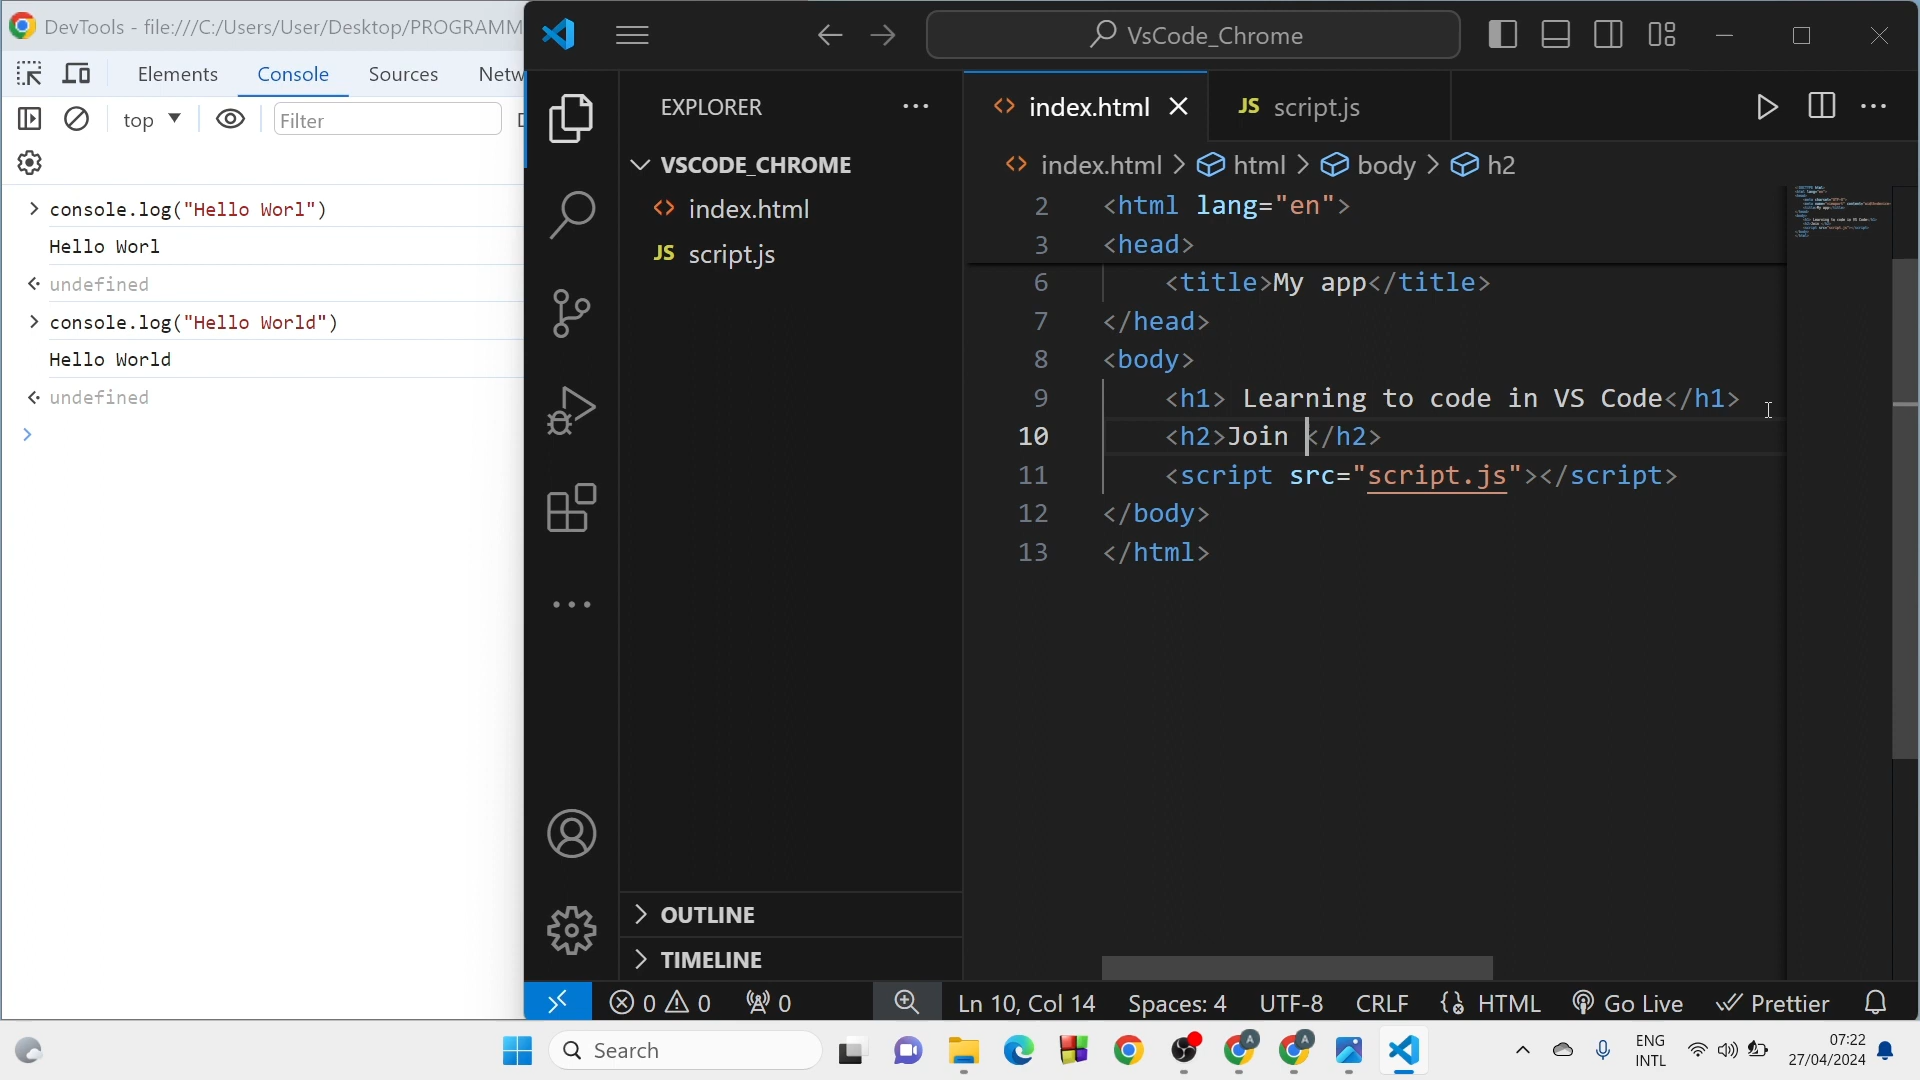 DevTools - file:///C:/Users/User/Desktop/PROGRAMM
Elements Console Sources Netw
top Filter
console.log("Hello Worl")
Hello Worl
undefined
console.log("Hello World")
Hello World
undefined
VsCode_Chrome
EXPLORER
VSCODE_CHROME
index.html
JS script.js
OUTLINE
TIMELINE
index.html JS script.js
index.html > html > body > h2
2 <html lang="en">
3 <head>
6 <title>My app</title>
7 </head>
8 <body>
9 <h1> Learning to code in VS Code</h1>
10 <h2>Join </h2>
11 <script src="script.js"></script>
12 </body>
13 </html>
0 0 0 Ln 10, Col 14 Spaces: 4 UTF-8 CRLF HTML Go Live Prettier
Search
ENG
INTL
07:22
27/04/2024